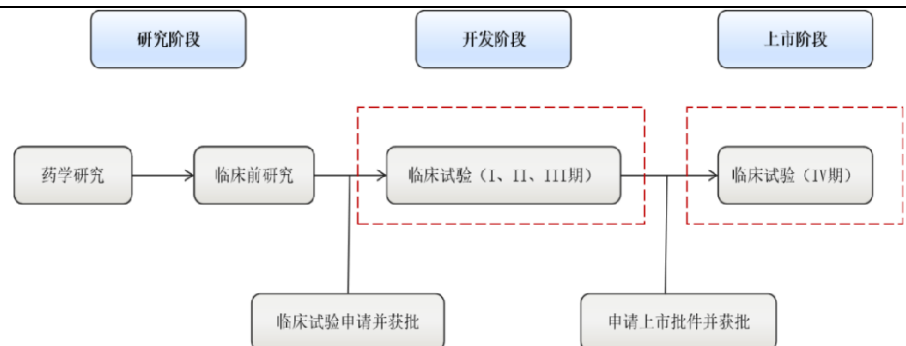 研究阶段
开发阶段
上市阶段
药学研究
临床前研究
临床试验（I、II、III期）
临床试验（IV期）
临床试验申请并获批
申请上市批件并获批